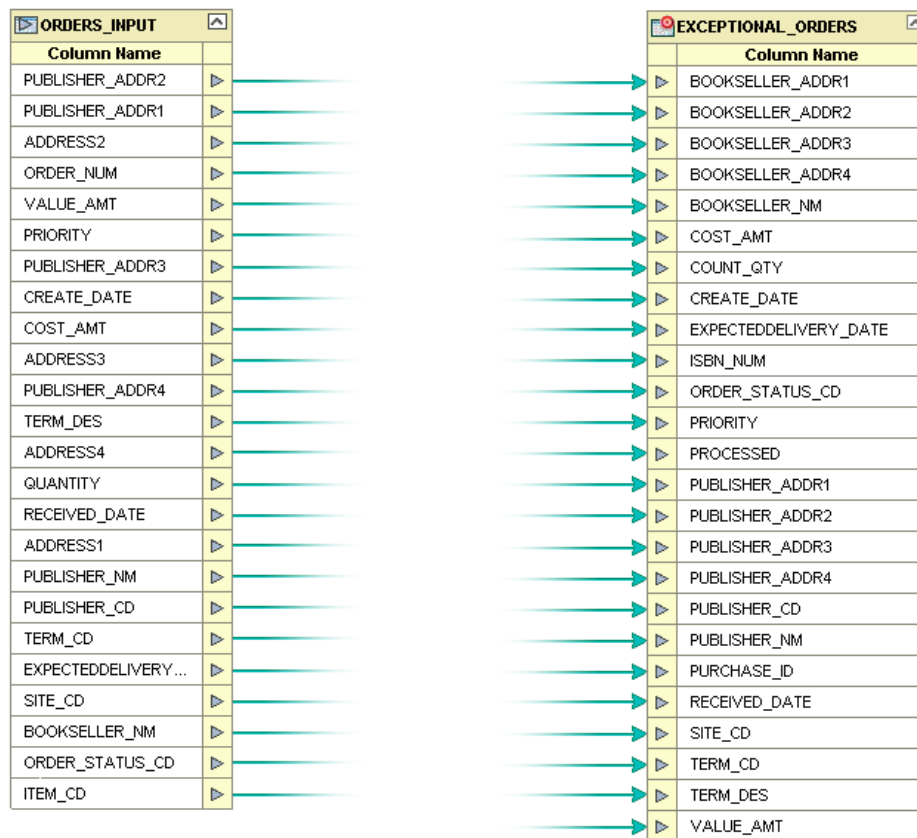 ORDERS_INPUT
Column Name
PUBLISHER_ADDR2
PUBLISHER_ADDR1
ADDRESS2
ORDER_NUM
VALUE_AMT
PRIORITY
PUBLISHER_ADDR3
CREATE_DATE
COST_AMT
ADDRESS3
PUBLISHER_ADDR4
TERM_DES
ADDRESS4
QUANTITY
RECEIVED_DATE
ADDRESS1
PUBLISHER_NM
PUBLISHER_CD
TERM_CD
EXPECTEDDELIVERY...
SITE_CD
BOOKSELLER_NM
ORDER_STATUS_CD
ITEM_CD
EXCEPTIONAL_ORDERS
Column Name
BOOKSELLER_ADDR1
BOOKSELLER_ADDR2
BOOKSELLER_ADDR3
BOOKSELLER_ADDR4
BOOKSELLER_NM
COST_AMT
COUNT_QTY
CREATE_DATE
EXPECTEDDELIVERY_DATE
ISBN_NUM
ORDER_STATUS_CD
PRIORITY
PROCESSED
PUBLISHER_ADDR1
PUBLISHER_ADDR2
PUBLISHER_ADDR3
PUBLISHER_ADDR4
PUBLISHER_CD
PUBLISHER_NM
PURCHASE_ID
RECEIVED_DATE
SITE_CD
TERM_CD
TERM_DES
VALUE_AMT